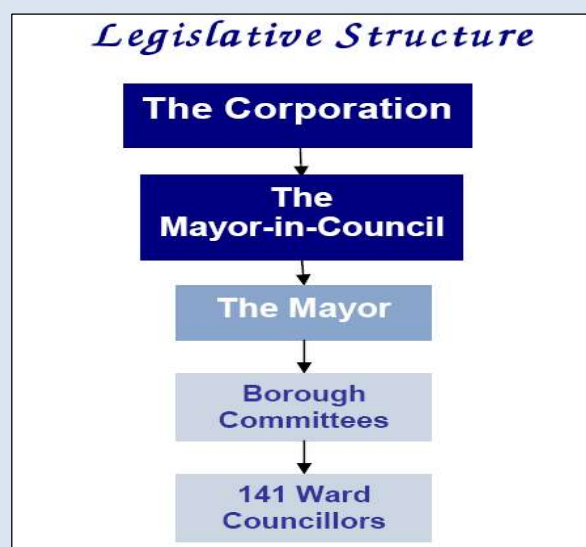 Legislative Structure
The Corporation
The
Mayor-in-Council
The Mayor
Borough
Committees
141 Ward
Councillors